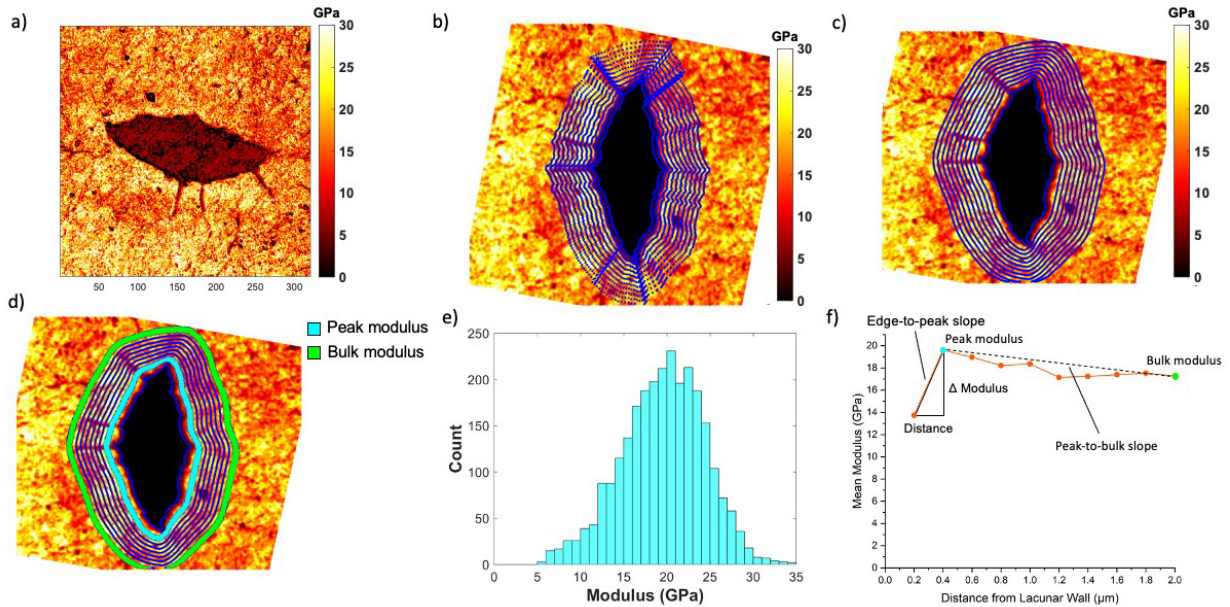 a)
GPa
30
25
20
15
10
5
0
50 100 150 200 250 300
b)
GPa
30
25
20
15
10
5
0
c)
GPa
30
25
20
15
10
5
0
d)
Peak modulus
Bulk modulus
e)
250
200
150
100
50
0
Count
0 5 10 15 20 25 30 35
Modulus (GPa)
f)
Edge-to-peak slope
Peak modulus
Bulk modulus
Δ Modulus
Distance
Peak-to-bulk slope
20
18
16
14
12
10
8
6
4
2
0
Mean Modulus (GPa)
0.0 0.2 0.4 0.6 0.8 1.0 1.2 1.4 1.6 1.8 2.0
Distance from Lacunar Wall (μm)